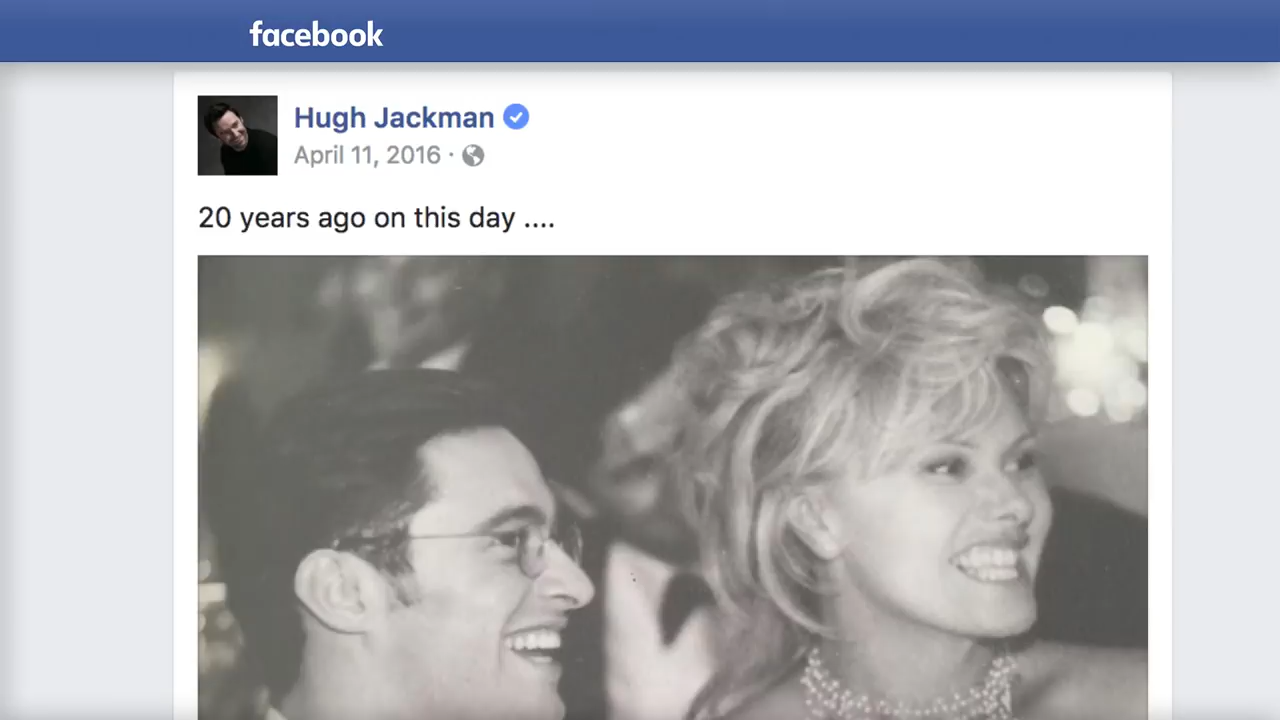 facebook
Hugh Jackman
April 11, 2016 ·
20 years ago on this day ....